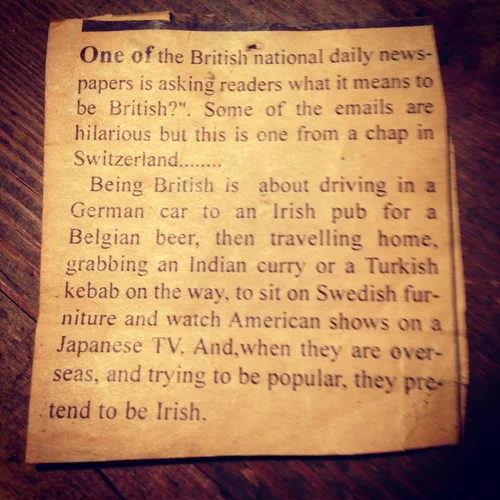 One of the British national daily news-
papers is asking readers what it means to
be British?". Some of the emails are
hilarious but this is one from a chap in
Switzerland........
Being British is about driving in a
German car to an Irish pub for a
Belgian beer, then travelling home,
grabbing an Indian curry or a Turkish
kebab on the way, to sit on Swedish fur-
niture and watch American shows on a
Japanese TV. And,when they are over-
seas, and trying to be popular, they pre-
tend to be Irish.